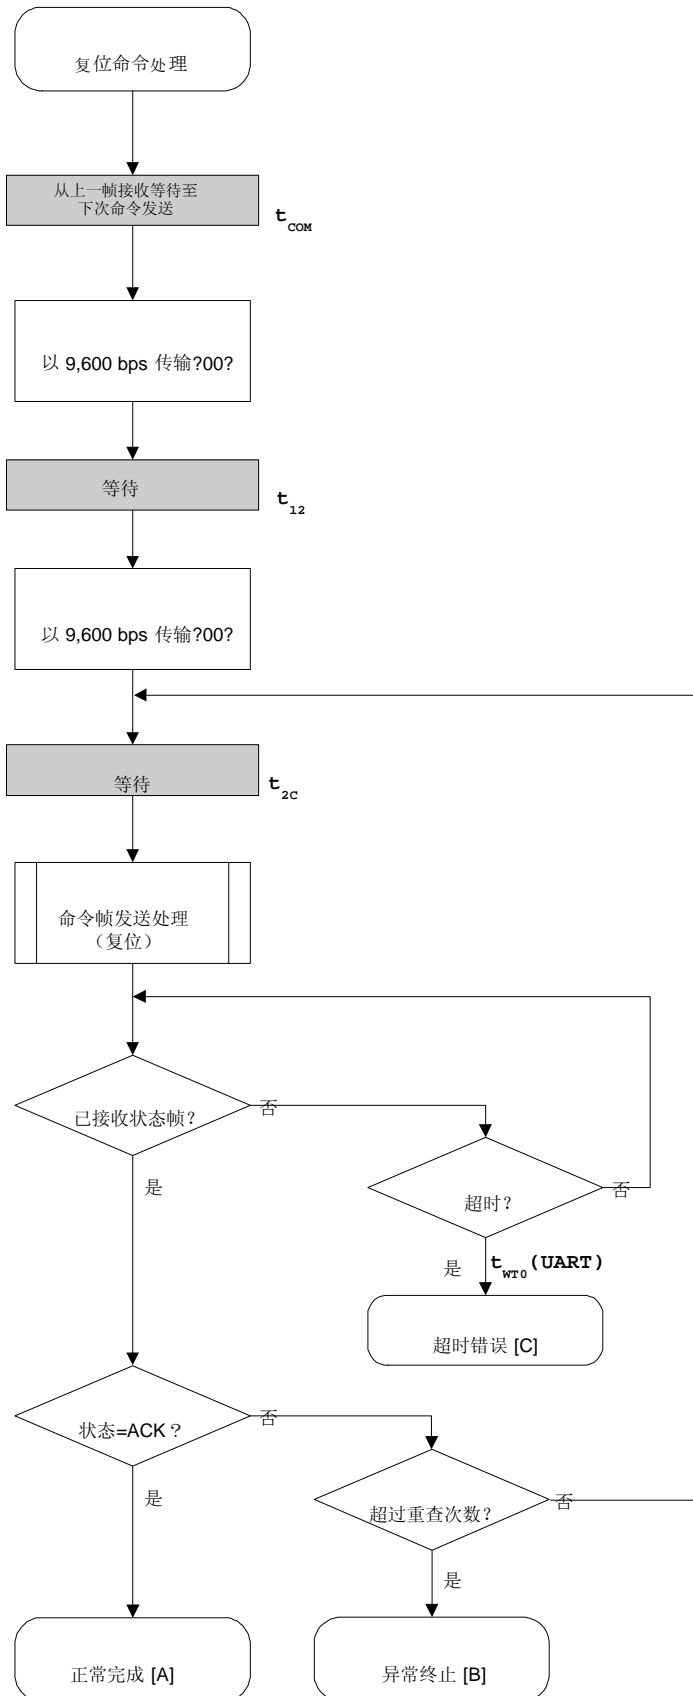 复位命令处理
从上一帧接收等待至
下次命令发送
tCOM
以 9,600 bps 传输?00?
等待
t12
以 9,600 bps 传输?00?
等待
t2C
命令帧发送处理
（复位）
已接收状态帧？
否
是
超时？
否
是
tWT0(UART)
超时错误 [C]
状态=ACK？
否
是
超过重查次数？
否
是
正常完成 [A]
异常终止 [B]